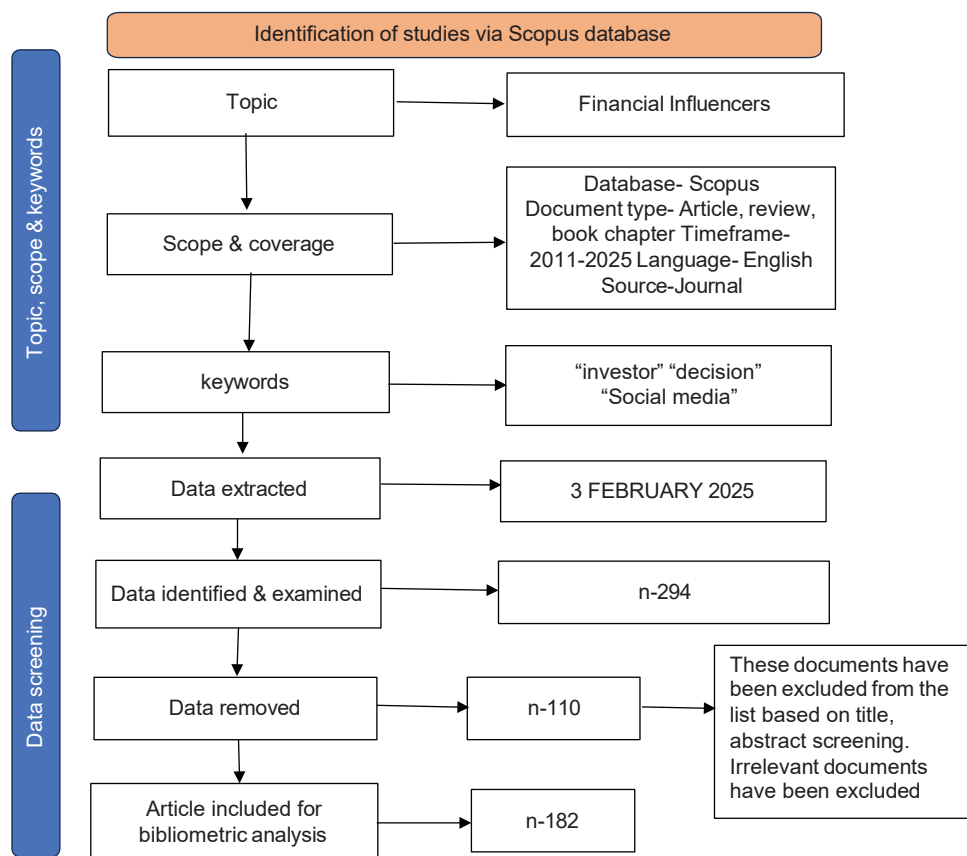 Identification of studies via Scopus database
Topic, scope & keywords
Topic
Financial Influencers
Scope & coverage
Database- Scopus
Document type- Article, review,
book chapter Timeframe-
2011-2025 Language- English
Source-Journal
keywords
“investor” “decision”
“Social media”
Data screening
Data extracted
3 FEBRUARY 2025
Data identified & examined
n-294
Data removed
n-110
These documents have
been excluded from the
list based on title,
abstract screening.
Irrelevant documents
have been excluded
Article included for
bibliometric analysis
n-182